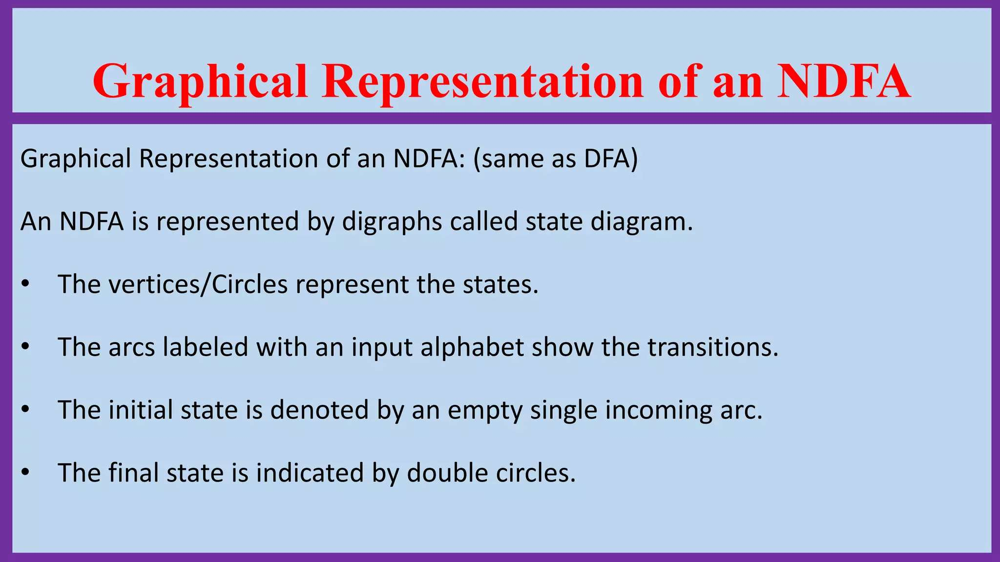 Graphical Representation of an NDFA
Graphical Representation of an NDFA: (same as DFA)
An NDFA is represented by digraphs called state diagram.
• The vertices/Circles represent the states.
• The arcs labeled with an input alphabet show the transitions.
• The initial state is denoted by an empty single incoming arc.
• The final state is indicated by double circles.